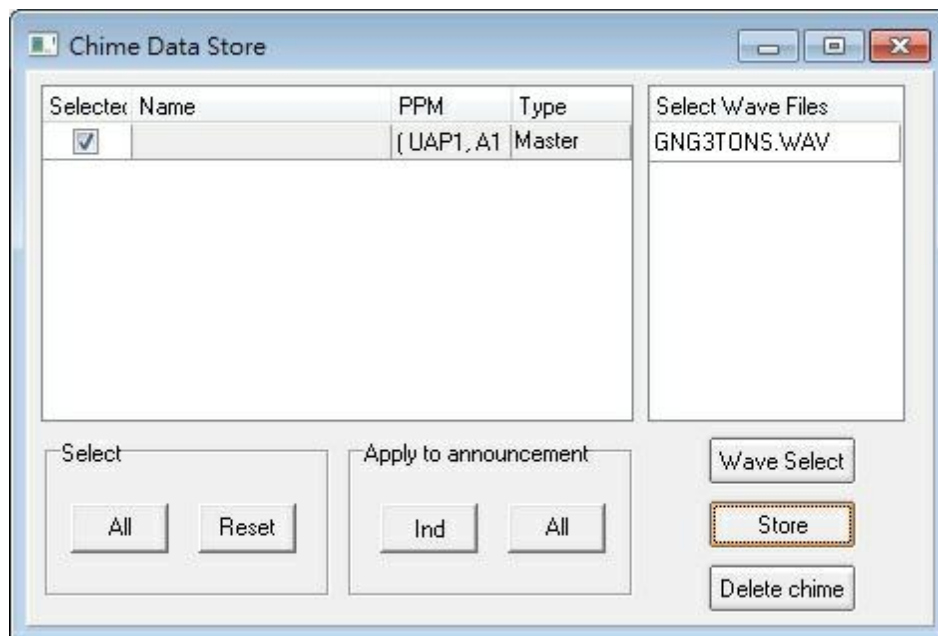 Chime Data Store
Selected Name PPM Type Select Wave Files
( UAP1, A1 Master GNG3TONS.WAV
Select
All Reset
Apply to announcement
Ind All
Wave Select
Store
Delete chime